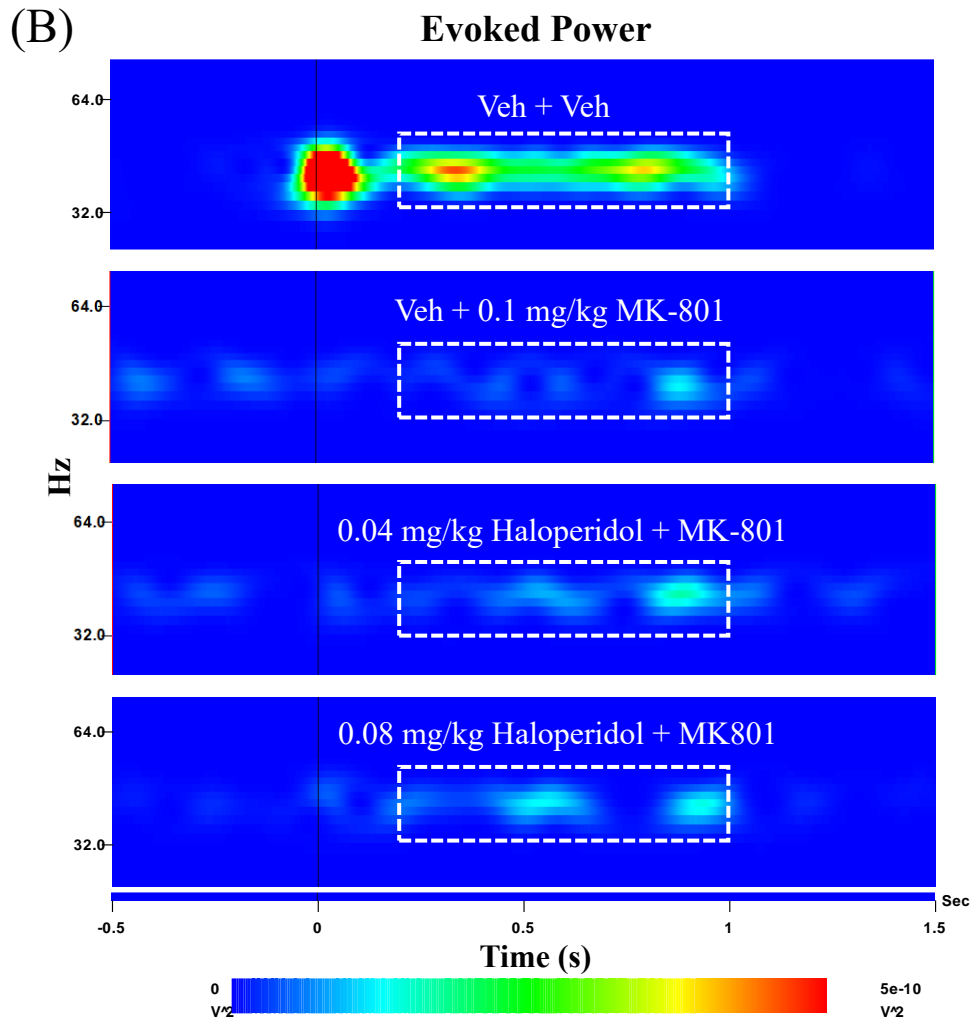 (B)
Evoked Power
Hz
64.0
Veh + Veh
32.0
64.0
Veh + 0.1 mg/kg MK-801
32.0
64.0
0.04 mg/kg Haloperidol + MK-801
32.0
64.0
0.08 mg/kg Haloperidol + MK801
32.0
Sec
-0.5 0 0.5 1 1.5
Time (s)
0 5e-10
V^2 V^2